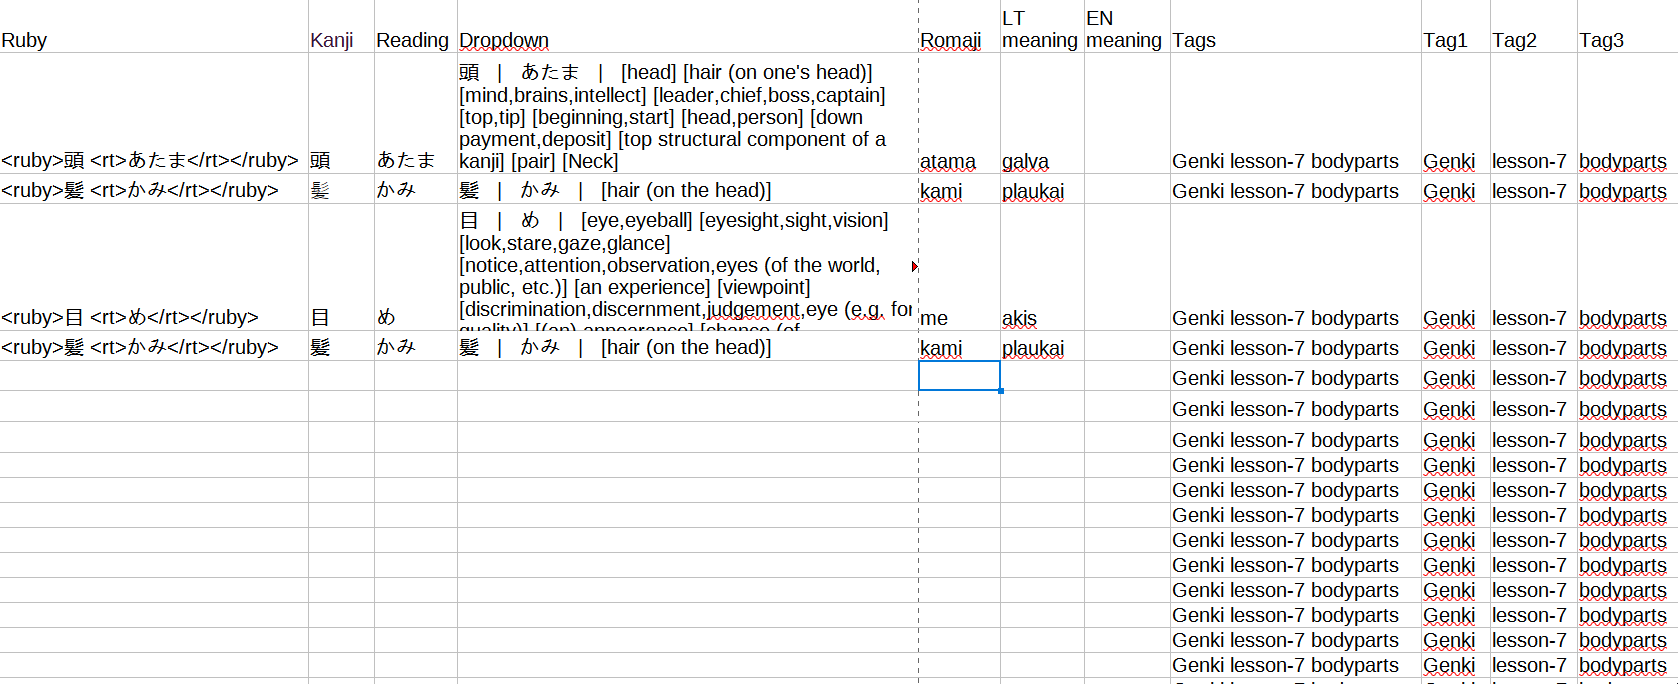 Ruby Kanji Reading Dropdown Romaji LT meaning EN meaning Tags Tag1 Tag2 Tag3
<ruby>頭 <rt>あたま</rt></ruby> 頭 あたま 頭 | あたま | [head] [hair (on one's head)]
[mind,brains,intellect] [leader,chief,boss,captain]
[top,tip] [beginning,start] [head,person] [down
payment,deposit] [top structural component of a
kanji] [pair] [Neck] atama galva Genki lesson-7 bodyparts Genki lesson-7 bodyparts
<ruby>髪 <rt>かみ</rt></ruby> 髪 かみ 髪 | かみ | [hair (on the head)] kami plaukai Genki lesson-7 bodyparts Genki lesson-7 bodyparts
<ruby>目 <rt>め</rt></ruby> 目 め 目 | め | [eye,eyeball] [eyesight,sight,vision]
[look,stare,gaze,glance]
[notice,attention,observation,eyes (of the world,
public, etc.)] [an experience] [viewpoint]
[discrimination,discernment,judgement,eye (e.g. for
quality)] [(an) appearance] [chance (of me akis Genki lesson-7 bodyparts Genki lesson-7 bodyparts
<ruby>髪 <rt>かみ</rt></ruby> 髪 かみ 髪 | かみ | [hair (on the head)] kami plaukai Genki lesson-7 bodyparts Genki lesson-7 bodyparts
Genki lesson-7 bodyparts Genki lesson-7 bodyparts
Genki lesson-7 bodyparts Genki lesson-7 bodyparts
Genki lesson-7 bodyparts Genki lesson-7 bodyparts
Genki lesson-7 bodyparts Genki lesson-7 bodyparts
Genki lesson-7 bodyparts Genki lesson-7 bodyparts
Genki lesson-7 bodyparts Genki lesson-7 bodyparts
Genki lesson-7 bodyparts Genki lesson-7 bodyparts
Genki lesson-7 bodyparts Genki lesson-7 bodyparts
Genki lesson-7 bodyparts Genki lesson-7 bodyparts
Genki lesson-7 bodyparts Genki lesson-7 bodyparts
Genki lesson-7 bodyparts Genki lesson-7 bodyparts
Genki lesson-7 bodyparts Genki lesson-7 bodyparts